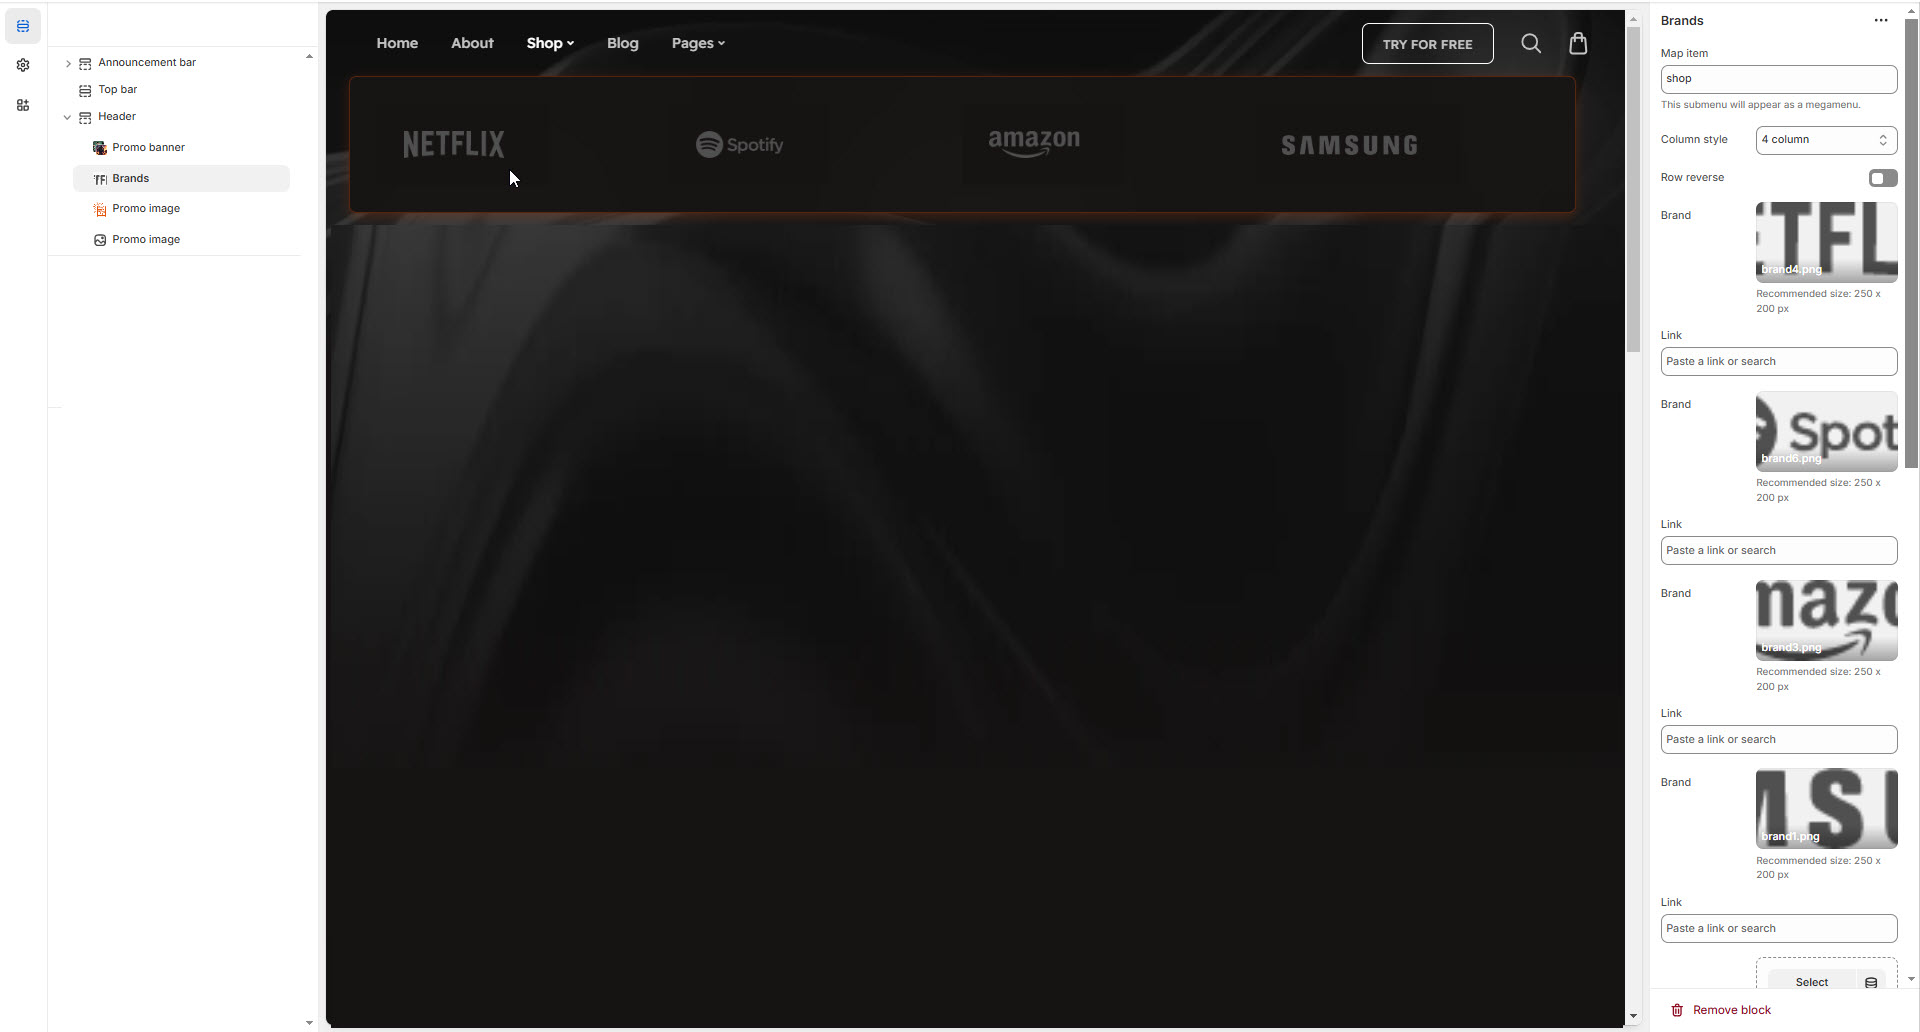 Announcement bar
Top bar
Header
Promo banner
Brands
Promo image
Promo image
Home
About
Shop
Blog
Pages
TRY FOR FREE
NETFLIX
Spotify
amazon
SAMSUNG
Brands
Map item
shop
This submenu will appear as a megamenu.
Column style
4 column
Row reverse
Brand
ETFL
brand4.png
Recommended size: 250 x
200 px
Link
Paste a link or search
Brand
Spot
brand6.png
Recommended size: 250 x
200 px
Link
Paste a link or search
Brand
mazo
brand3.png
Recommended size: 250 x
200 px
Link
Paste a link or search
Brand
MSU
brand1.png
Recommended size: 250 x
200 px
Link
Paste a link or search
Select
Remove block